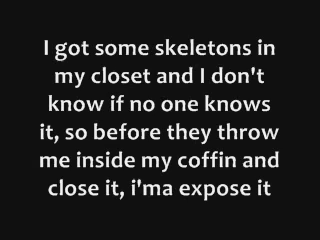 I got some skeletons in
my closet and I don't
know if no one knows
it, so before they throw
me inside my coffin and
close it, i'ma expose it